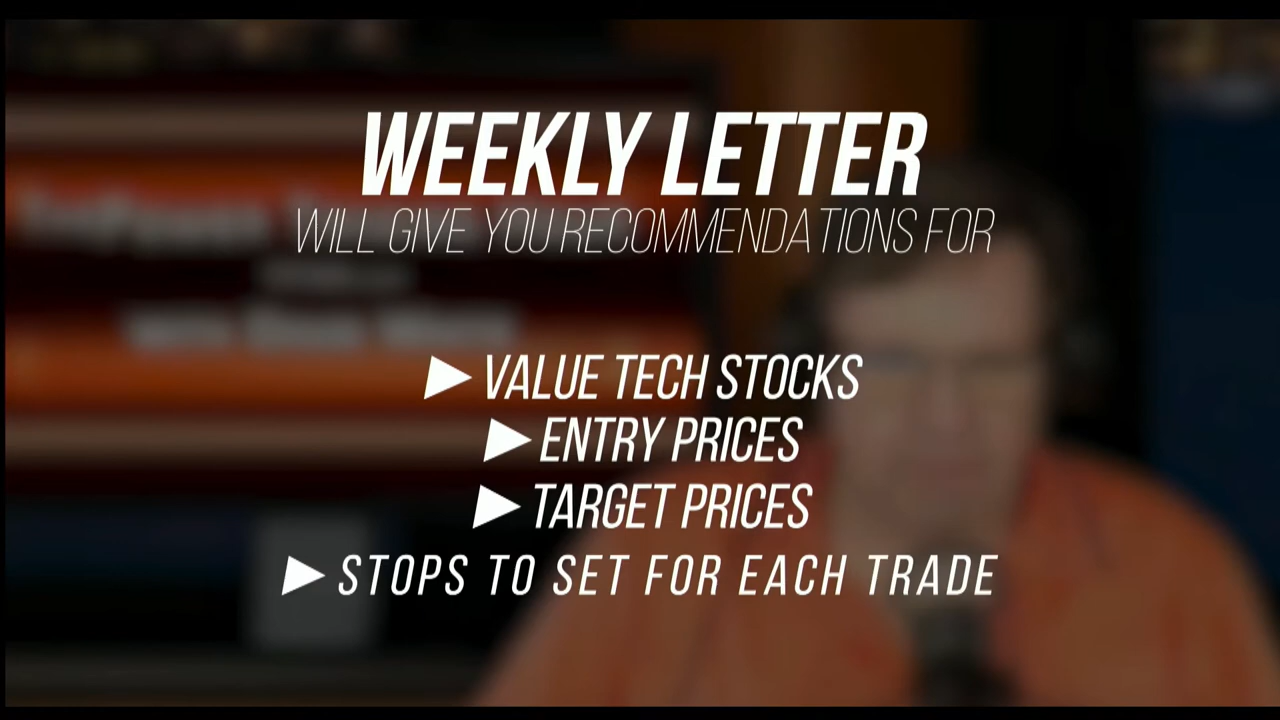 WEEKLY LETTER
WILL GIVE YOU RECOMMENDATIONS FOR
▶ VALUE TECH STOCKS
▶ ENTRY PRICES
▶ TARGET PRICES
▶ STOPS TO SET FOR EACH TRADE